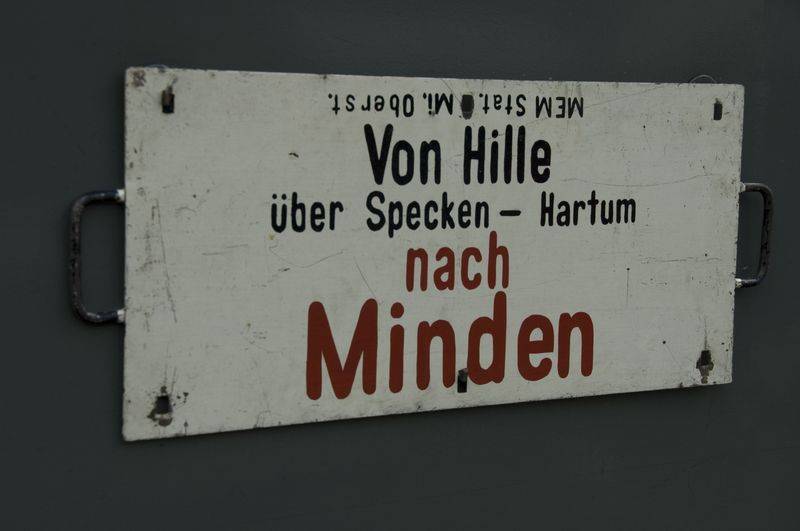 MEM Stat. Mi. Oberst.
Von Hille
über Specken – Hartum
nach
Minden